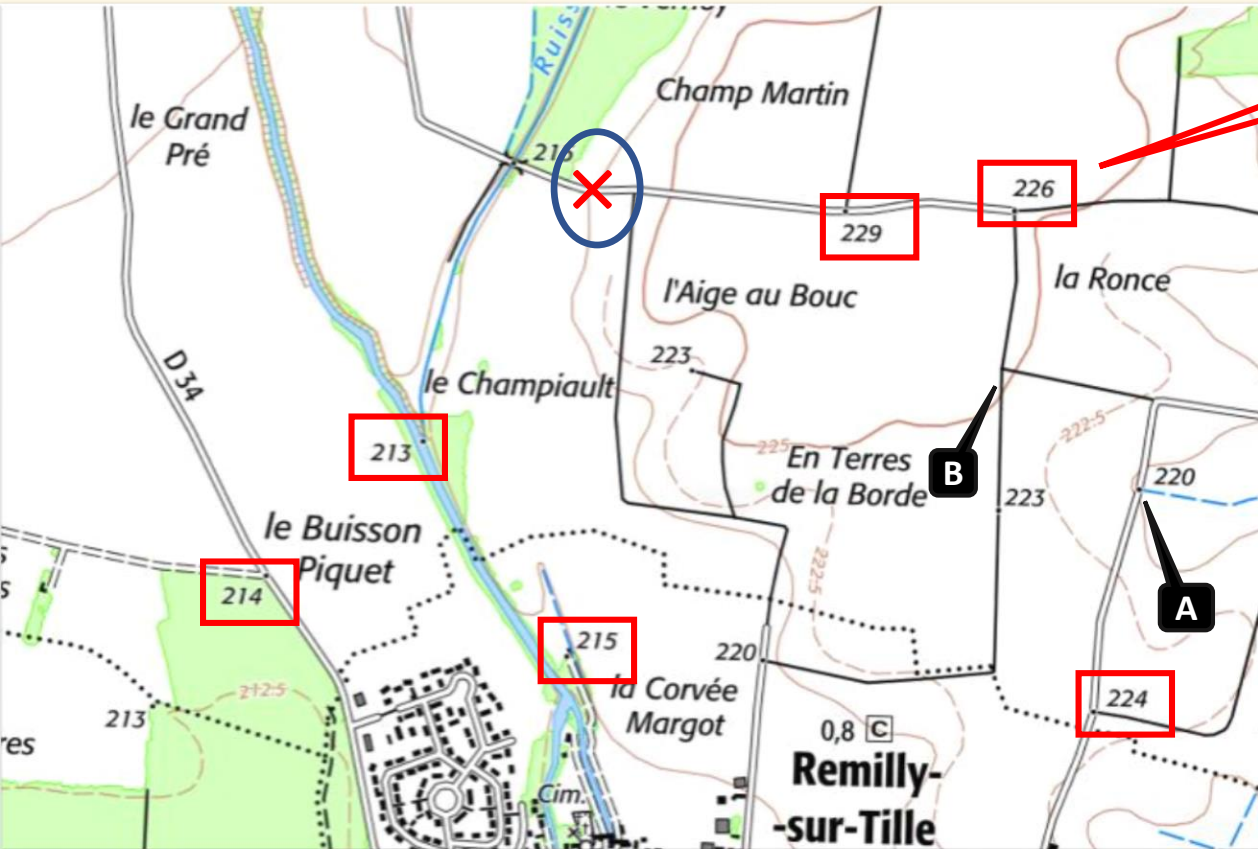 Ruiss
Champ Martin
le Grand
Pré
216
226
229
la Ronce
l'Aige au Bouc
223
D 34
le Champiault
222.5
213
225
En Terres
de la Borde
B
220
223
le Buisson
Piquet
222.5
214
A
215
220
la Corvée
Margot
212.5
224
213
res
0,8 C
Remilly-
-sur-Tille
Cim.